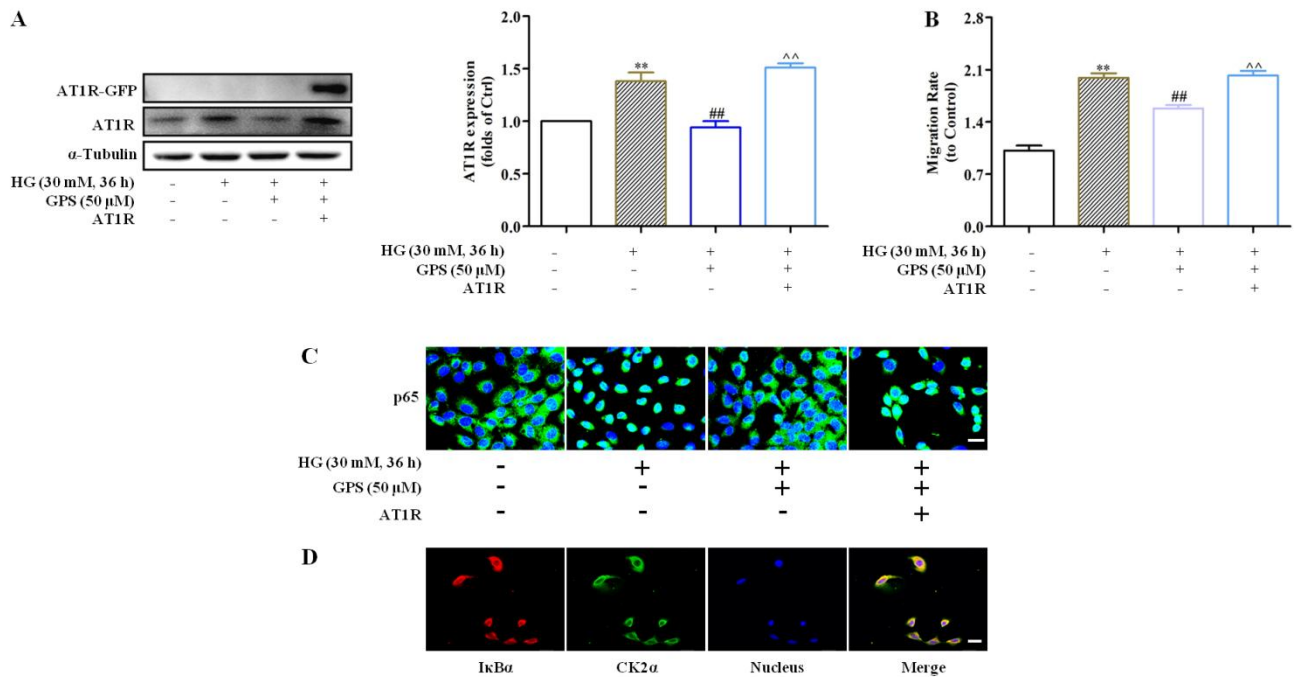 A
AT1R-GFP
AT1R
α-Tubulin
HG (30 mM, 36 h) - + + +
GPS (50 μM) - - + +
AT1R - - - +
AT1R expression
(folds of Ctrl)
2.0
1.5
1.0
0.5
0.0
** ## ^^
HG (30 mM, 36 h) - + + +
GPS (50 μM) - - + +
AT1R - - - +
B
Migration Rate
(to Control)
2.8
2.1
1.4
0.7
0.0
** ## ^^
HG (30 mM, 36 h) - + + +
GPS (50 μM) - - + +
AT1R - - - +
C
p65
HG (30 mM, 36 h) - + + +
GPS (50 μM) - - + +
AT1R - - - +
D
IκBα CK2α Nucleus Merge